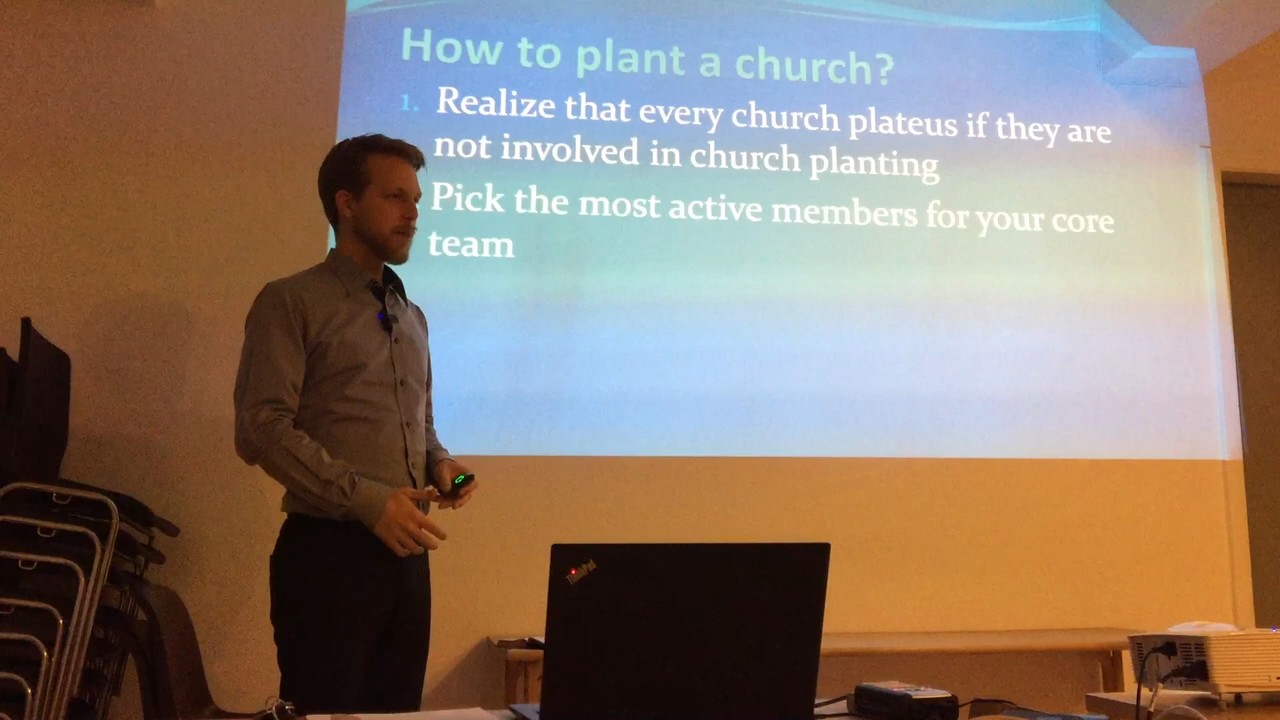 How to plant a church?
1. Realize that every church plateus if they are
not involved in church planting
Pick the most active members for your core
team
ThinkPad